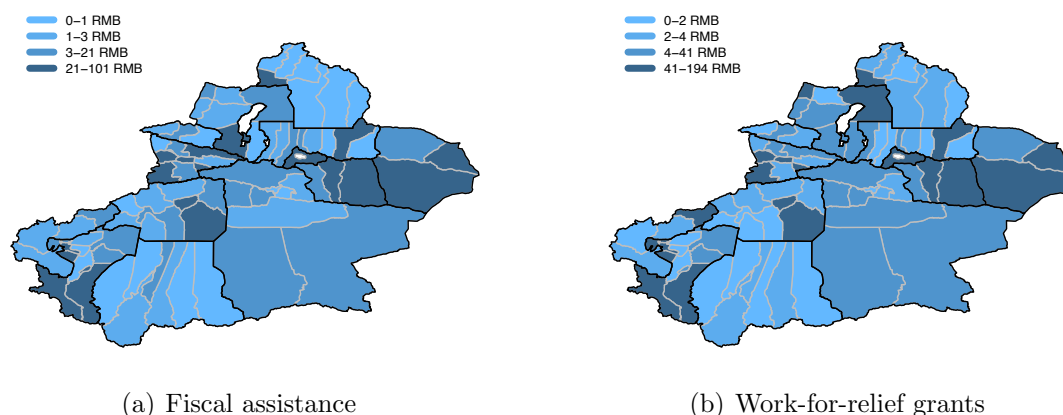 0−1 RMB
1−3 RMB
3−21 RMB
21−101 RMB
0−2 RMB
2−4 RMB
4−41 RMB
41−194 RMB
(a) Fiscal assistance
(b) Work-for-relief grants